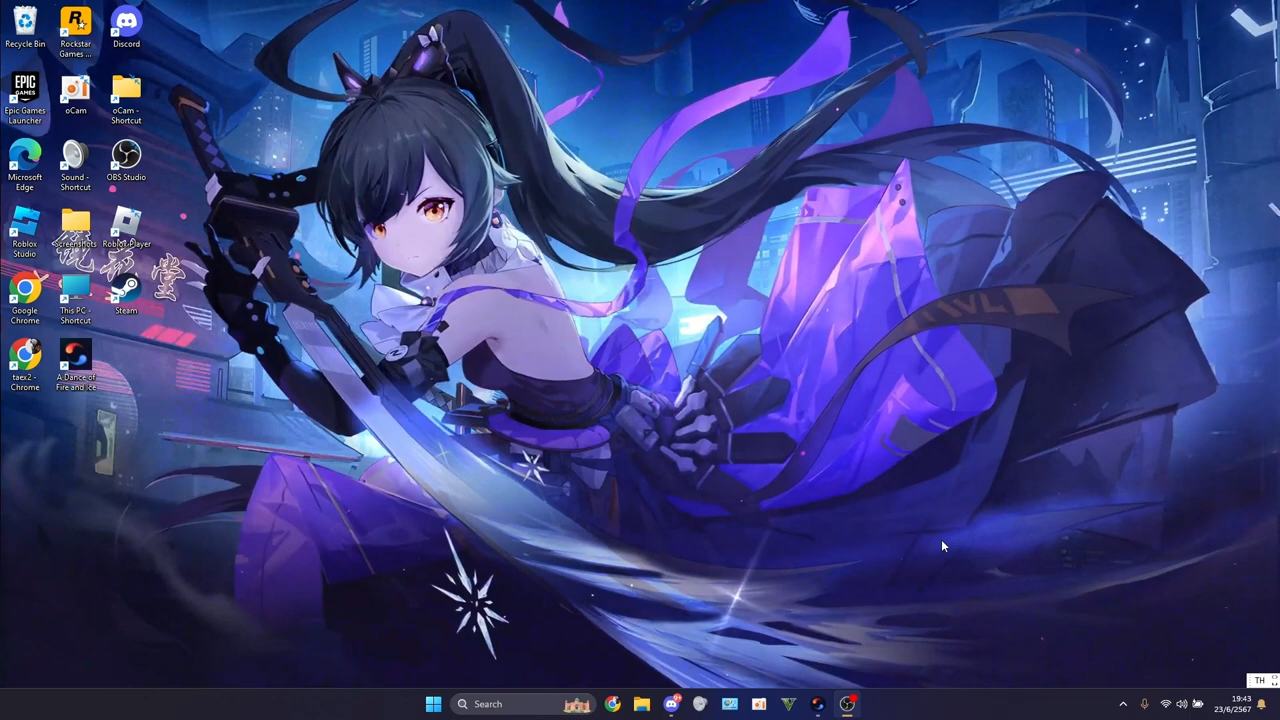 Recycle Bin
Rockstar Games ...
Discord
EPIC GAMES
Epic Games Launcher
oCam
oCam - Shortcut
Microsoft Edge
Sound - Shortcut
OBS Studio
Roblox Studio
Screenshots
Roblox Player
Google Chrome
This PC - Shortcut
Steam
taex2 - Chrome
A Dance of Fire and Ice
堂
Search
9+
TH
19:43
23/6/2567